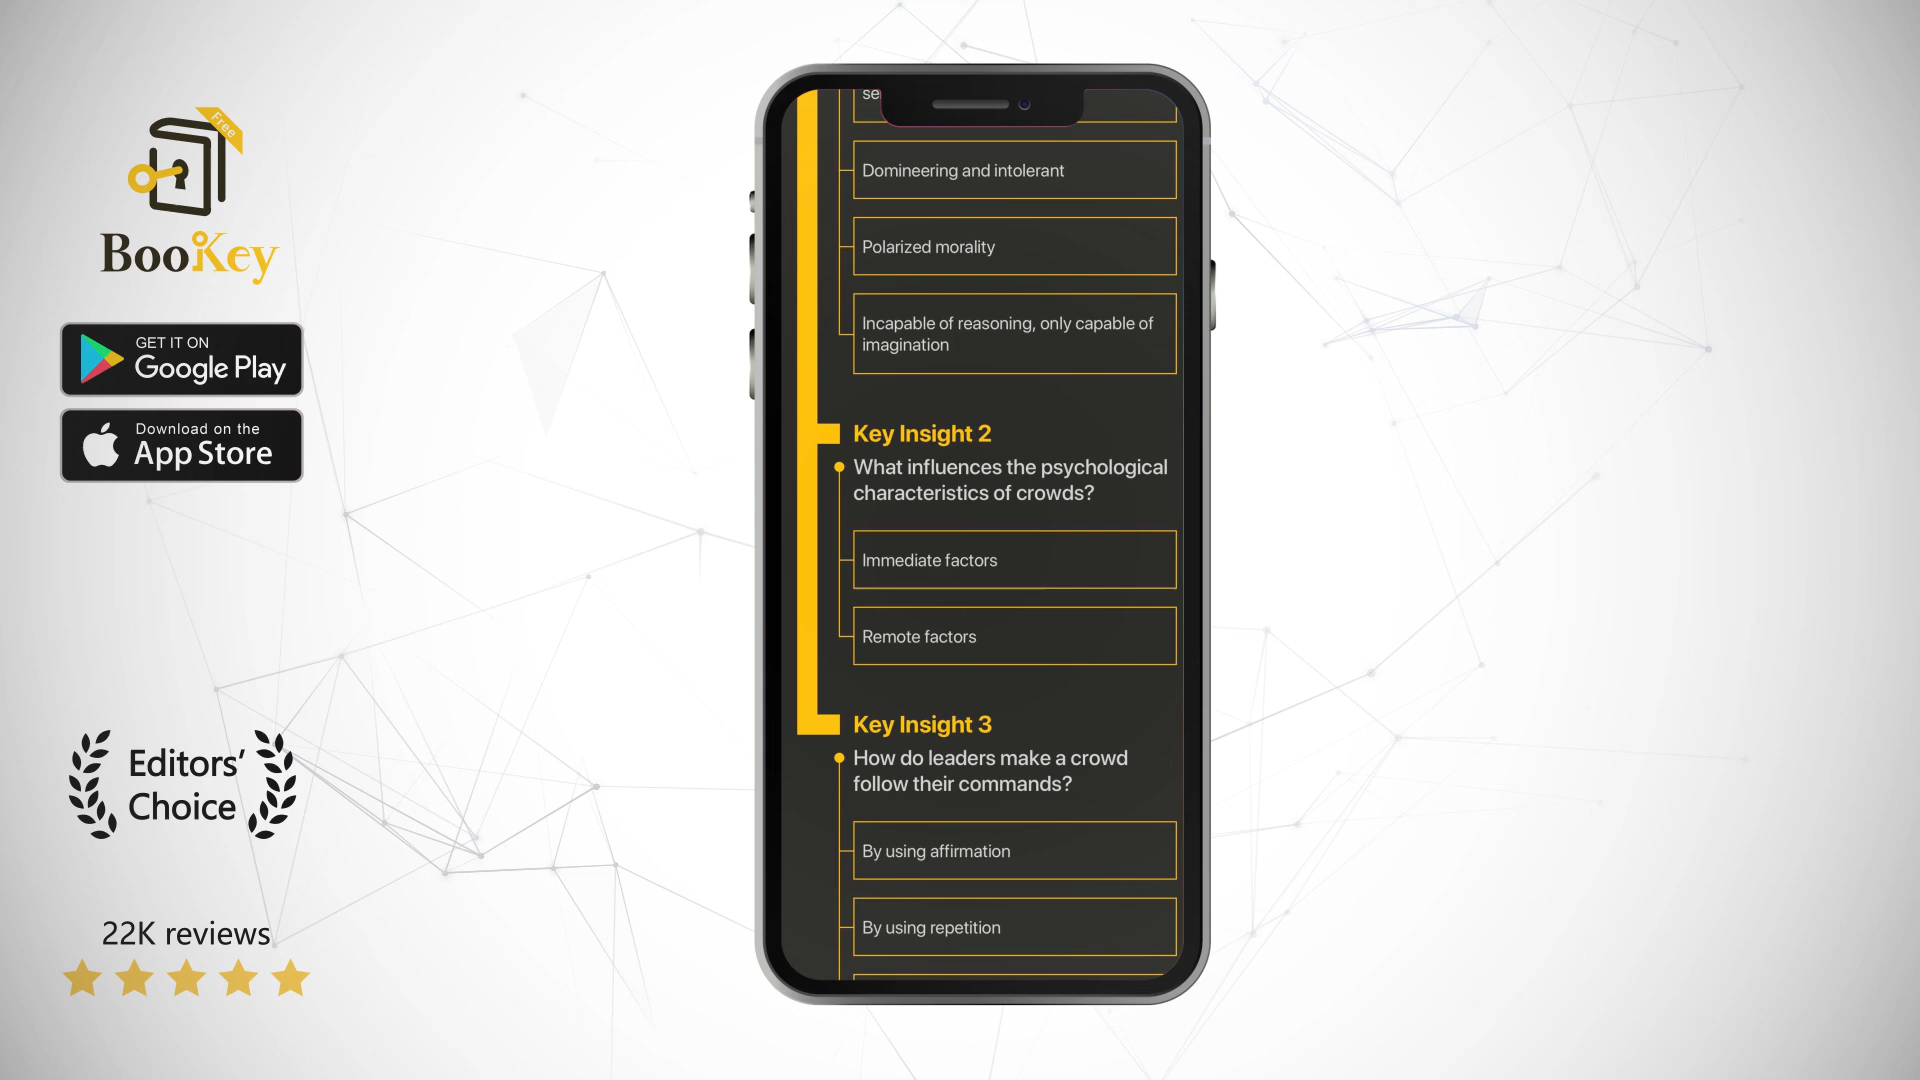 Free
BooKey
GET IT ON
Google Play
Download on the
App Store
Editors’
Choice
22K reviews
se
Domineering and intolerant
Polarized morality
Incapable of reasoning, only capable of
imagination
Key Insight 2
What influences the psychological
characteristics of crowds?
Immediate factors
Remote factors
Key Insight 3
How do leaders make a crowd
follow their commands?
By using affirmation
By using repetition